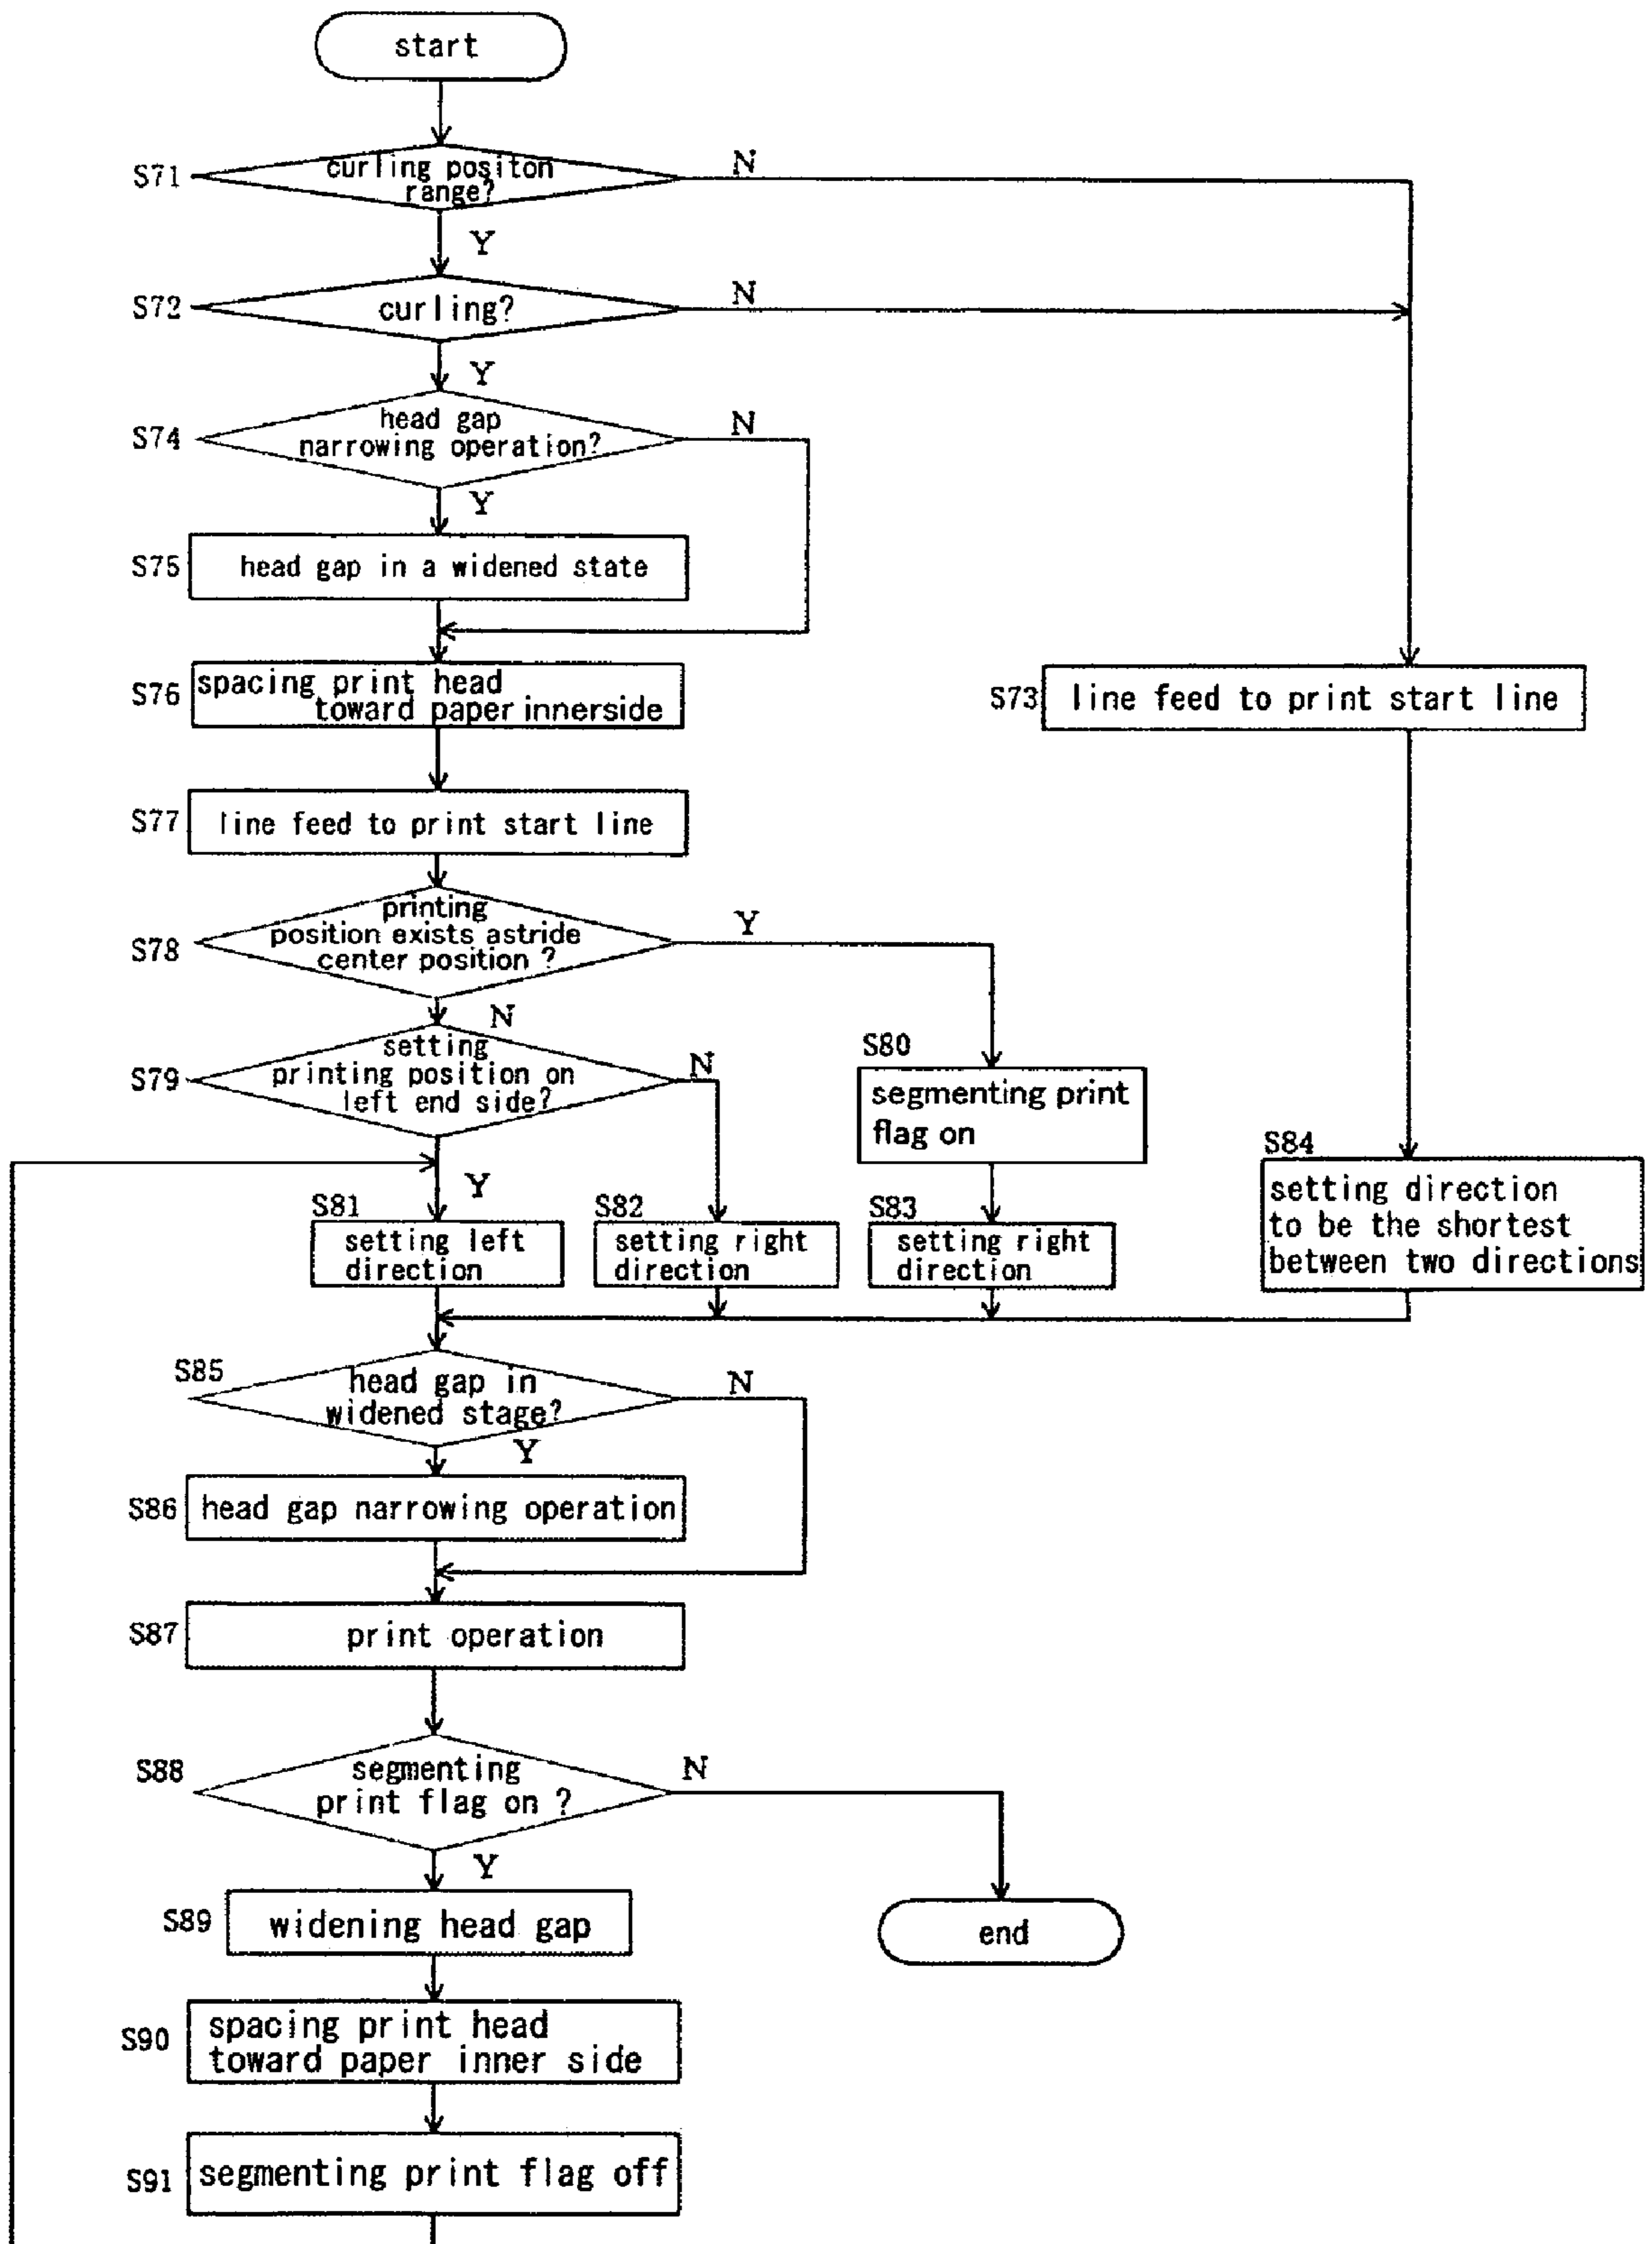 start
S71
curling positon
range?
N
Y
S72
curling?
N
Y
S74
head gap
narrowing operation?
N
Y
S75
head gap in a widened state
S76
spacing print head
toward paper innerside
S73
line feed to print start line
S77
line feed to print start line
S78
printing
position exists astride
center position ?
Y
N
S79
setting
printing position on
left end side?
N
Y
S80
segmenting print
flag on
S84
setting direction
to be the shortest
between two directions
S81
setting left
direction
S82
setting right
direction
S83
setting right
direction
S85
head gap in
widened stage?
N
Y
S86
head gap narrowing operation
S87
print operation
S88
segmenting
print flag on ?
N
Y
S89
widening head gap
end
S90
spacing print head
toward paper inner side
S91
segmenting print flag off